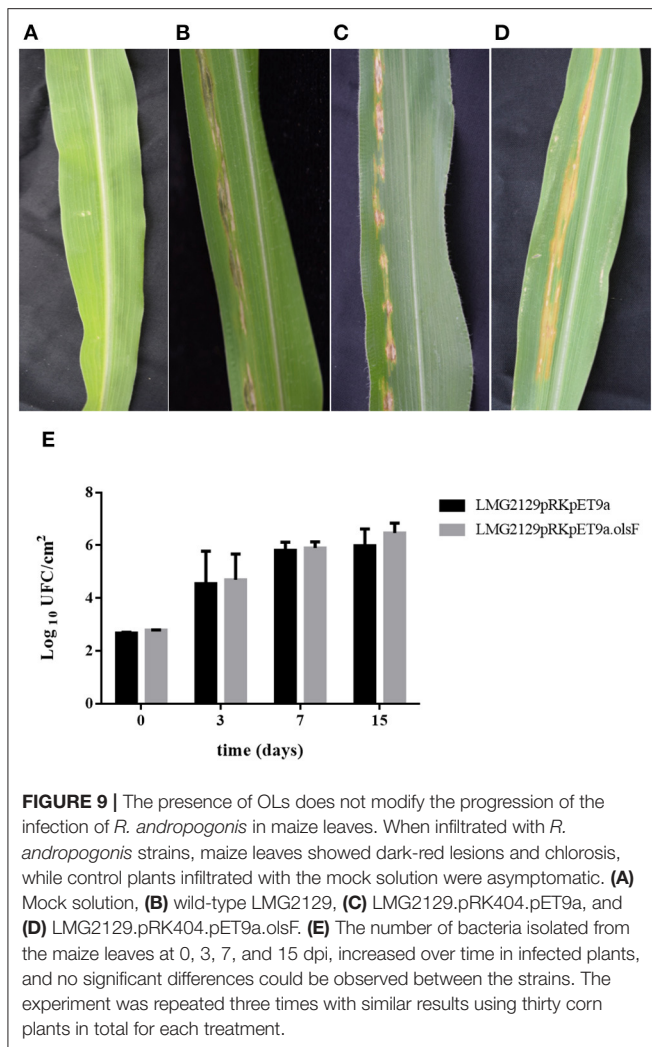 A
B
C
D
E
8
6
4
2
0
Log 10 UFC/cm2
0
3
7
15
time (days)
LMG2129pRKpET9a
LMG2129pRKpET9a.olsF
FIGURE 9 | The presence of OLs does not modify the progression of the
infection of R. andropogonis in maize leaves. When infiltrated with R.
andropogonis strains, maize leaves showed dark-red lesions and chlorosis,
while control plants infiltrated with the mock solution were asymptomatic. (A)
Mock solution, (B) wild-type LMG2129, (C) LMG2129.pRK404.pET9a, and
(D) LMG2129.pRK404.pET9a.olsF. (E) The number of bacteria isolated from
the maize leaves at 0, 3, 7, and 15 dpi, increased over time in infected plants,
and no significant differences could be observed between the strains. The
experiment was repeated three times with similar results using thirty corn
plants in total for each treatment.